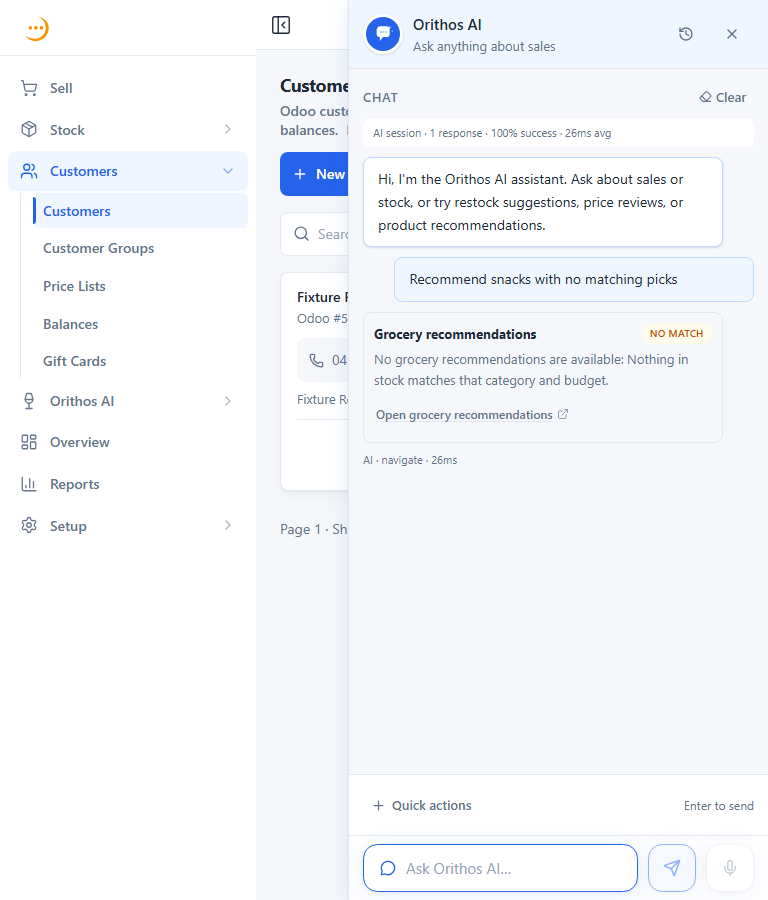 Sell
Stock
Customers
Customers
Customer Groups
Price Lists
Balances
Gift Cards
Orithos AI
Overview
Reports
Setup
Odoo
balances.
New
Odoo #5
04
Fixture
Page 1 · Sh
Orithos AI
Ask anything about sales
CHAT
Clear
AI session · 1 response · 100% success · 26ms avg
Hi, I'm the Orithos AI assistant. Ask about sales or
stock, or try restock suggestions, price reviews, or
product recommendations.
Recommend snacks with no matching picks
Grocery recommendations
NO MATCH
No grocery recommendations are available: Nothing in
stock matches that category and budget.
Open grocery recommendations
AI · navigate · 26ms
Quick actions
Enter to send
Ask Orithos AI...